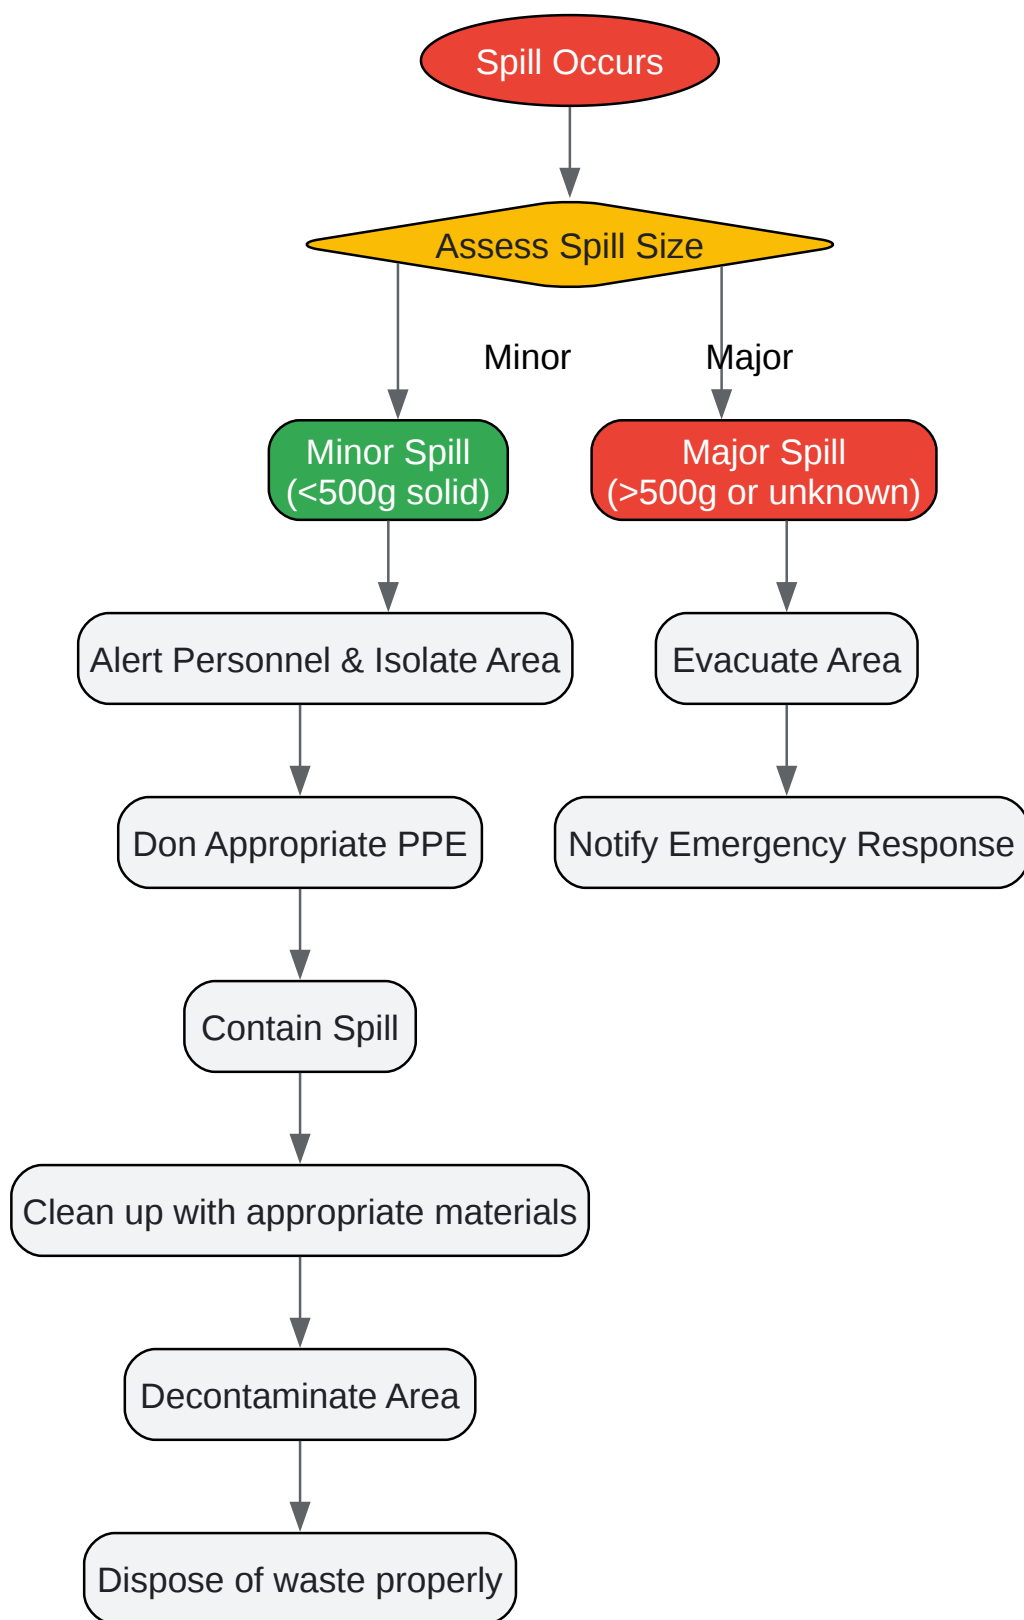 Spill Occurs
Assess Spill Size
Minor
Major
Minor Spill
(<500g solid)
Major Spill
(>500g or unknown)
Alert Personnel & Isolate Area
Evacuate Area
Don Appropriate PPE
Notify Emergency Response
Contain Spill
Clean up with appropriate materials
Decontaminate Area
Dispose of waste properly